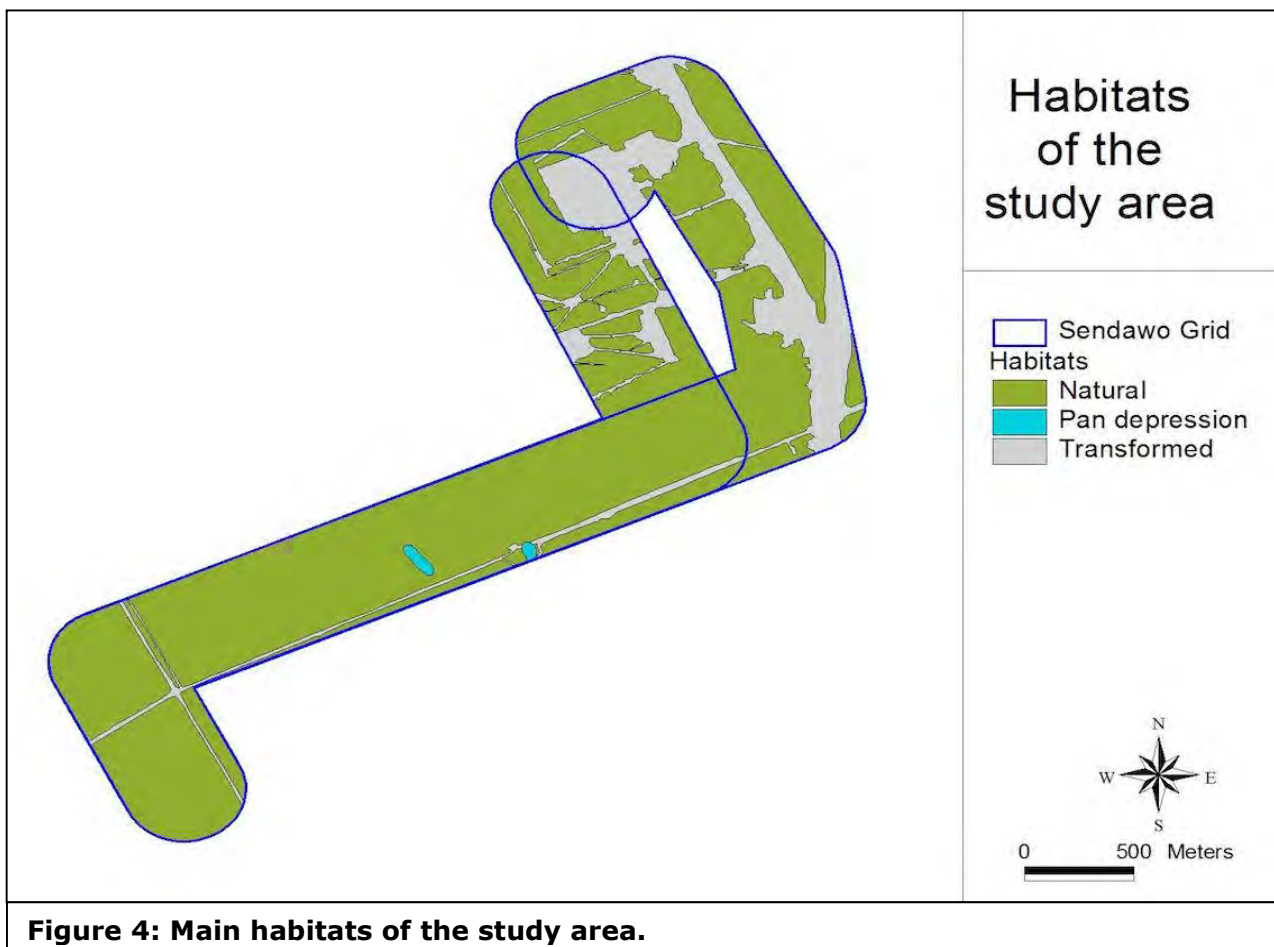 Habitats
of the
study area
Sendawo Grid
Habitats
Natural
Pan depression
Transformed
N
W E
S
0 500 Meters
Figure 4: Main habitats of the study area.